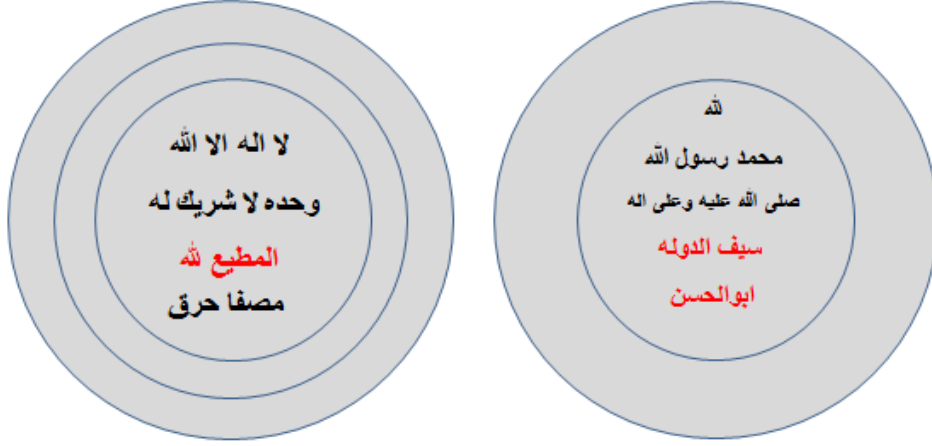 لا اله الا الله
وحده لا شريك له
المطيع لله
مصفا حرق
لله
محمد رسول الله
صلى الله عليه وعلى اله
سيف الدوله
ابوالحسن